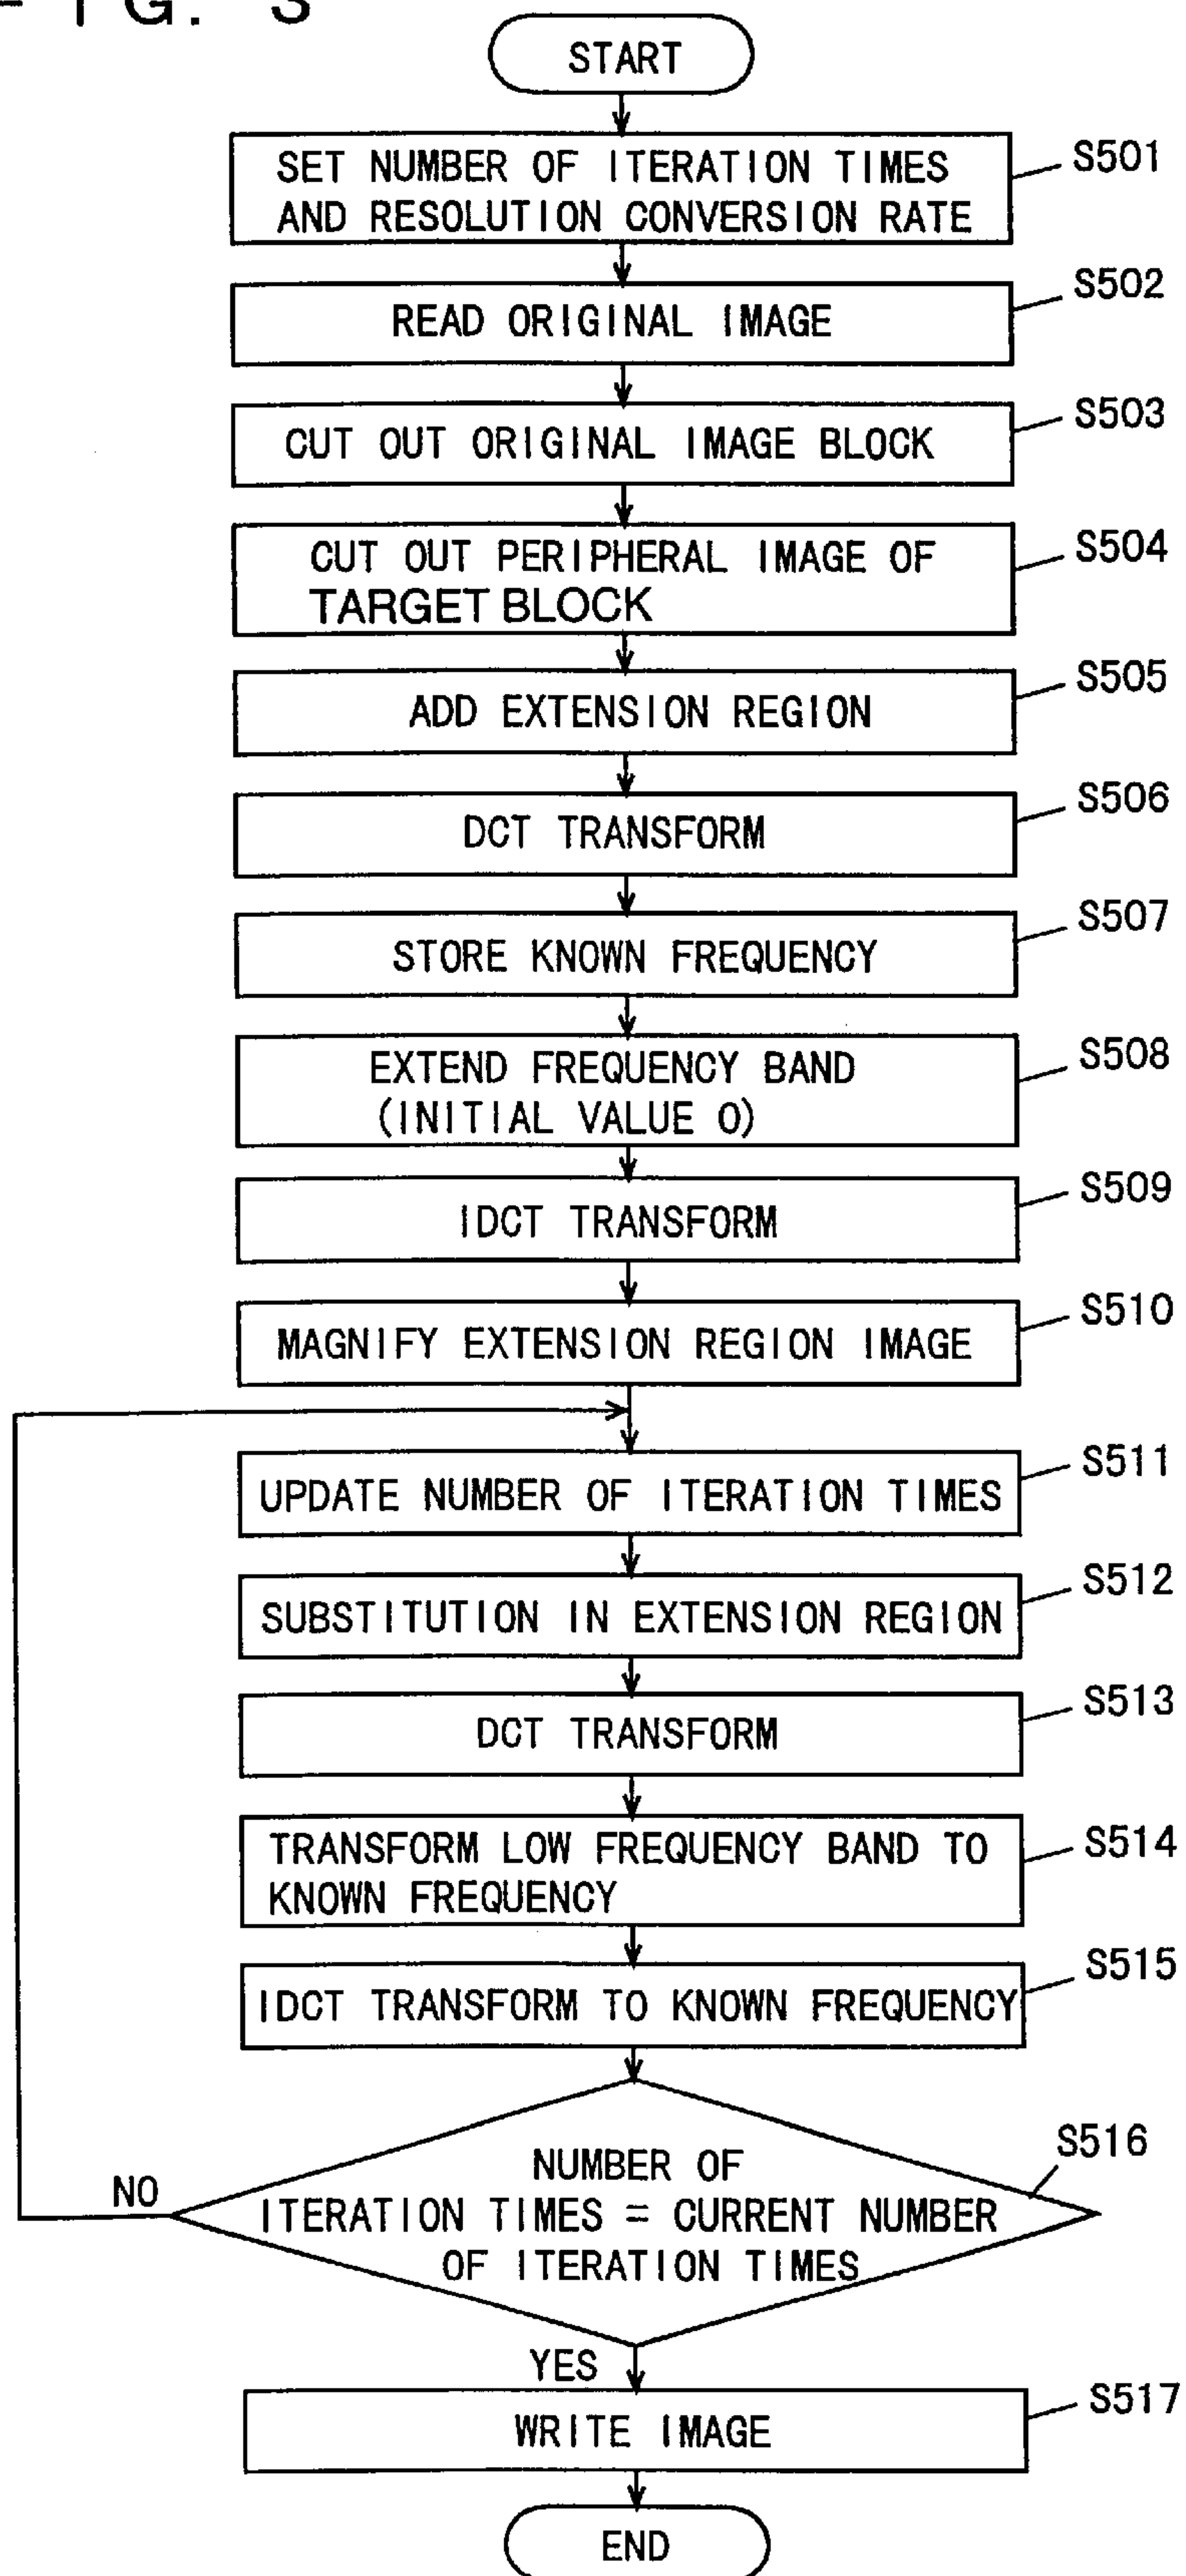 FIG. 3
START
SET NUMBER OF ITERATION TIMES
AND RESOLUTION CONVERSION RATE
S501
READ ORIGINAL IMAGE
S502
CUT OUT ORIGINAL IMAGE BLOCK
S503
CUT OUT PERIPHERAL IMAGE OF
TARGET BLOCK
S504
ADD EXTENSION REGION
S505
DCT TRANSFORM
S506
STORE KNOWN FREQUENCY
S507
EXTEND FREQUENCY BAND
(INITIAL VALUE 0)
S508
IDCT TRANSFORM
S509
MAGNIFY EXTENSION REGION IMAGE
S510
UPDATE NUMBER OF ITERATION TIMES
S511
SUBSTITUTION IN EXTENSION REGION
S512
DCT TRANSFORM
S513
TRANSFORM LOW FREQUENCY BAND TO
KNOWN FREQUENCY
S514
IDCT TRANSFORM TO KNOWN FREQUENCY
S515
NUMBER OF
ITERATION TIMES = CURRENT NUMBER
OF ITERATION TIMES
S516
NO
YES
WRITE IMAGE
S517
END